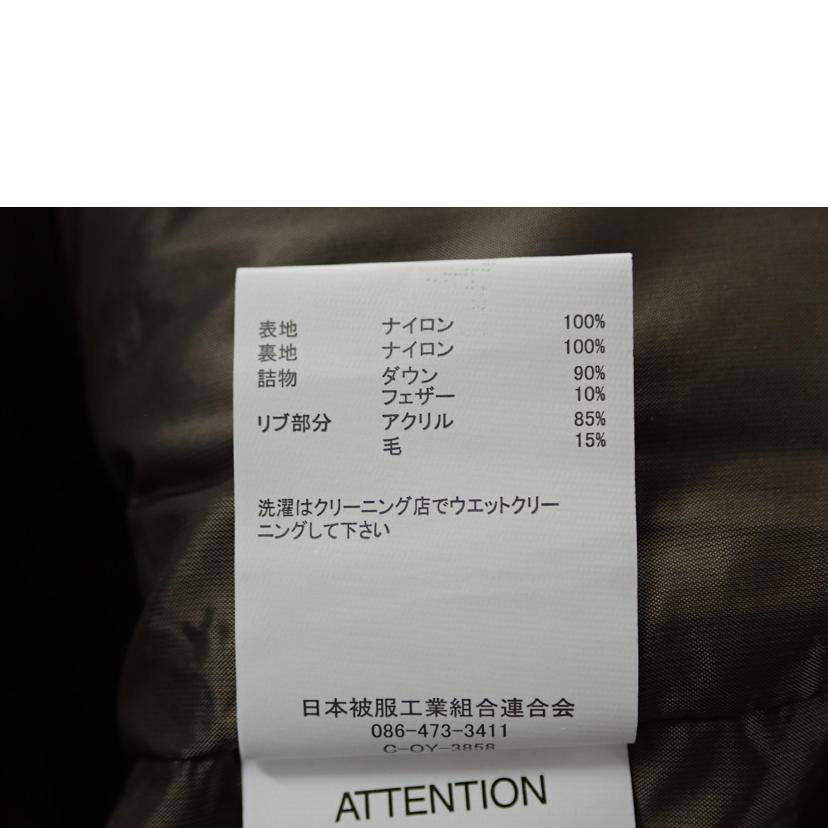 表地 ナイロン 100%
裏地 ナイロン 100%
詰物 ダウン 90%
フェザー 10%
リブ部分 アクリル 85%
毛 15%
洗濯はクリーニング店でウエットクリー
ニングして下さい
日本被服工業組合連合会
086-473-3411
C-OY-3858
ATTENTION